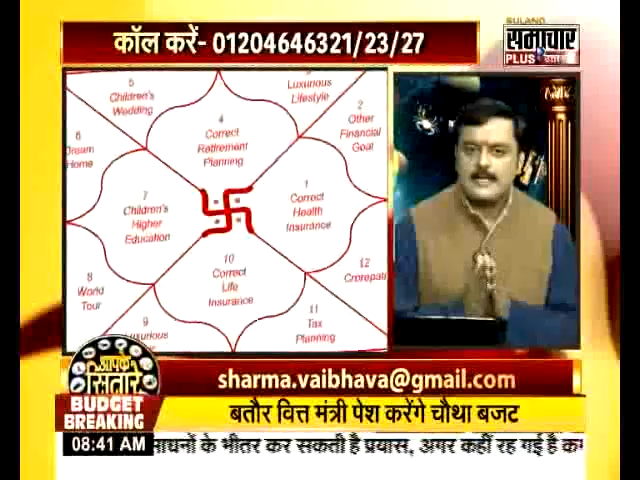 कॉल करें- 01204646321/23/27
समाचार
PLUS
5
Children's
Wedding
Luxurious
Lifestyle
4
Correct
Retirement
Planning
2
Other
Financial
Goal
6
Dream
Home
7
Children's
Higher
Education
1
Correct
Health
Insurance
10
Correct
Life
Insurance
8
World
Tour
12
Crorepati
11
Tax
Planning
9
uxurious
आपके
सितारे
sharma.vaibhava@gmail.com
BUDGET
BREAKING
बतौर वित्त मंत्री पेश करेंगे चौथा बजट
08:41 AM
साधनों के भीतर कर सकती है प्रयास, अगर कहीं रह गई है